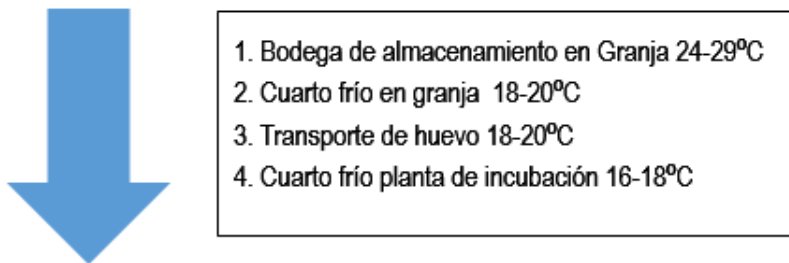 1. Bodega de almacenamiento en Granja 24-29ºC
2. Cuarto frío en granja 18-20ºC
3. Transporte de huevo 18-20ºC
4. Cuarto frío planta de incubación 16-18ºC